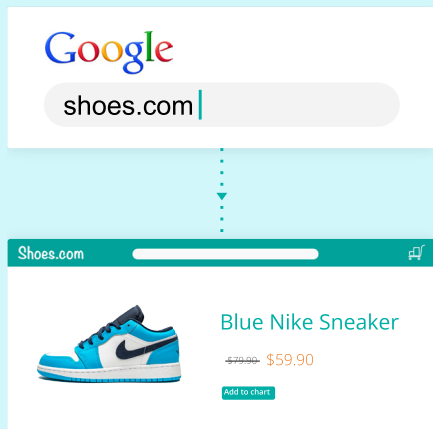 Google
shoes.com
Shoes.com
Blue Nike Sneaker
$79.90 $59.90
Add to chart